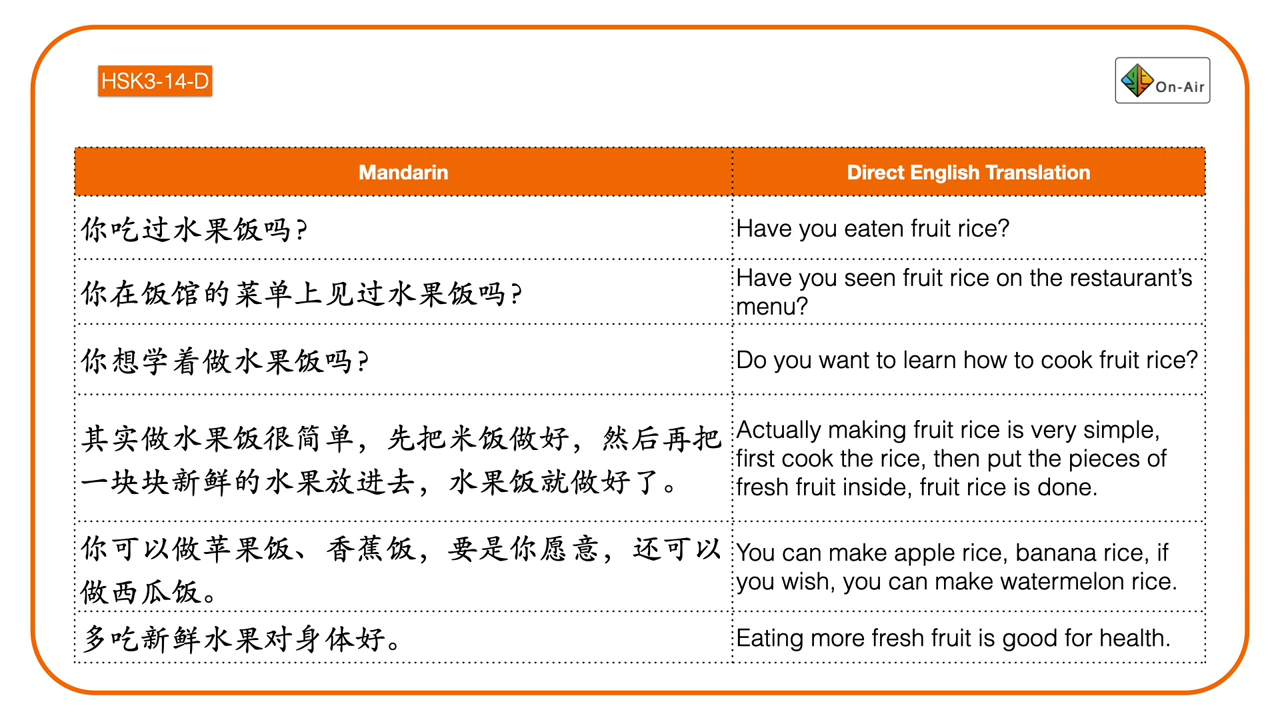 HSK3-14-D
On-Air
Mandarin
Direct English Translation
你吃过水果饭吗？
Have you eaten fruit rice?
你在饭馆的菜单上见过水果饭吗？
Have you seen fruit rice on the restaurant’s
menu?
你想学着做水果饭吗？
Do you want to learn how to cook fruit rice?
其实做水果饭很简单，先把米饭做好，然后再把
一块块新鲜的水果放进去，水果饭就做好了。
Actually making fruit rice is very simple,
first cook the rice, then put the pieces of
fresh fruit inside, fruit rice is done.
你可以做苹果饭、香蕉饭，要是你愿意，还可以
做西瓜饭。
You can make apple rice, banana rice, if
you wish, you can make watermelon rice.
多吃新鲜水果对身体好。
Eating more fresh fruit is good for health.